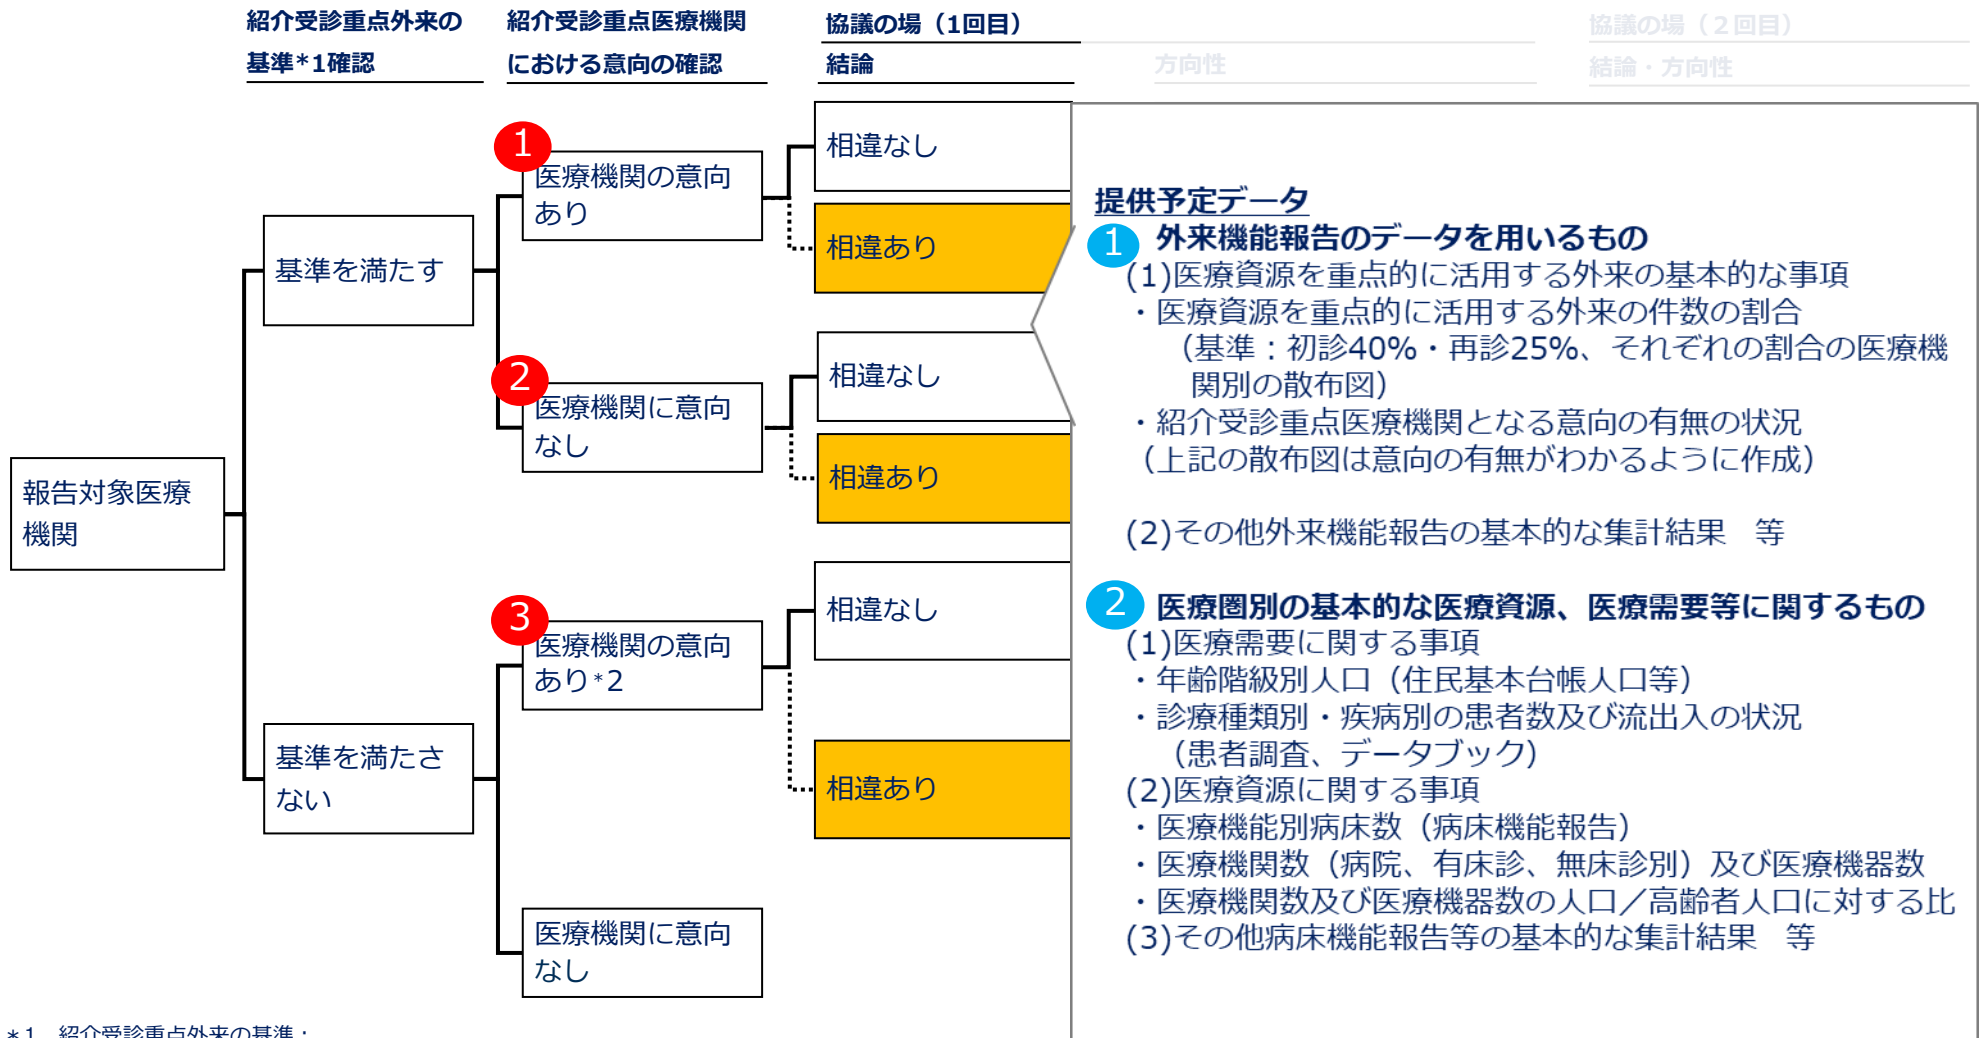 紹介受診重点外来の
基準*1確認
紹介受診重点医療機関
における意向の確認
協議の場（1回目）
結論
方向性
協議の場（２回目）
結論・方向性
報告対象医療
機関
基準を満たす
基準を満たさ
ない
1
医療機関の意向
あり
2
医療機関に意向
なし
3
医療機関の意向
あり*2
医療機関に意向
なし
相違なし
相違あり
相違なし
相違あり
相違なし
相違あり
提供予定データ
1 外来機能報告のデータを用いるもの
(1)医療資源を重点的に活用する外来の基本的な事項
・医療資源を重点的に活用する外来の件数の割合
（基準：初診40%・再診25%、それぞれの割合の医療機
関別の散布図）
・紹介受診重点医療機関となる意向の有無の状況
（上記の散布図は意向の有無がわかるように作成）
(2)その他外来機能報告の基本的な集計結果　等
2 医療圏別の基本的な医療資源、医療需要等に関するもの
(1)医療需要に関する事項
・年齢階級別人口（住民基本台帳人口等）
・診療種類別・疾病別の患者数及び流出入の状況
（患者調査、データブック）
(2)医療資源に関する事項
・医療機能別病床数（病床機能報告）
・医療機関数（病院、有床診、無床診別）及び医療機器数
・医療機関数及び医療機器数の人口／高齢者人口に対する比
(3)その他病床機能報告等の基本的な集計結果　等
*1　紹介受診重点外来の基準：